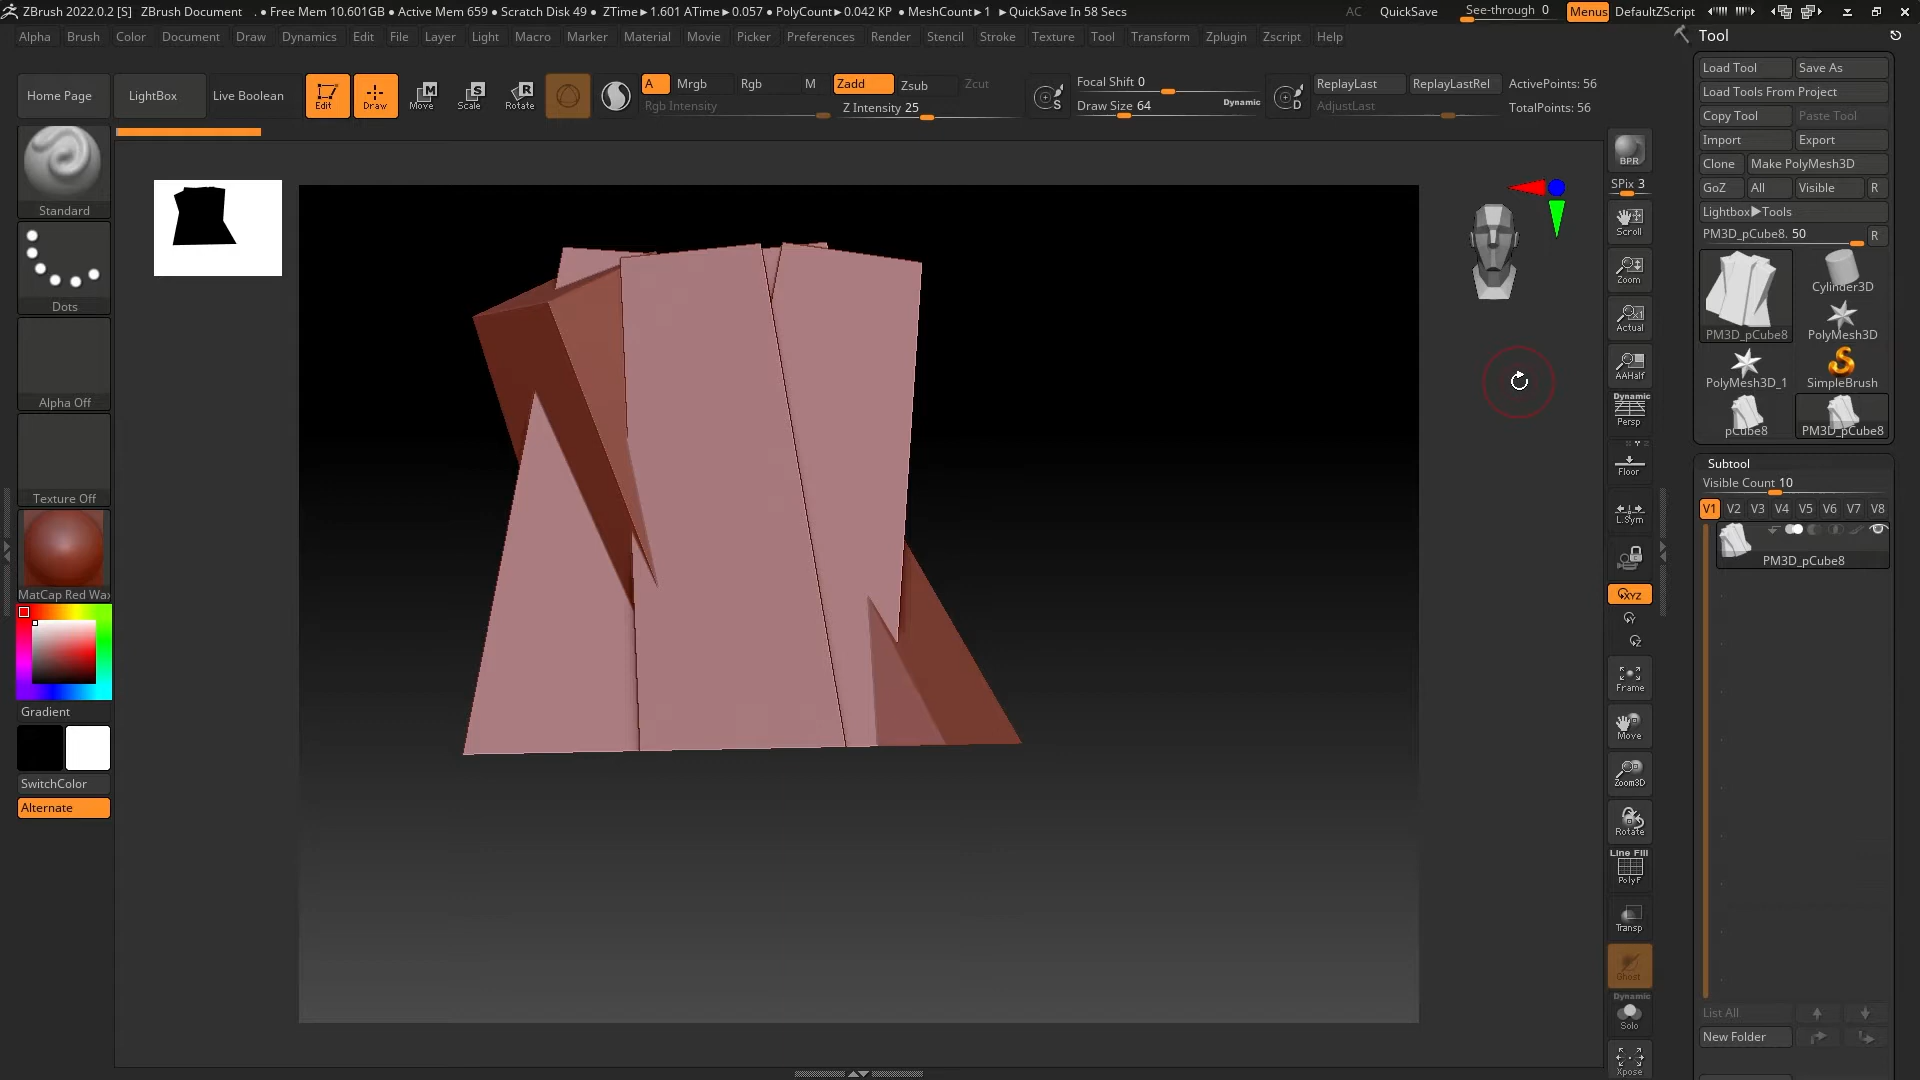 ZBrush 2022.0.2 [S] ZBrush Document . • Free Mem 10.601GB • Active Mem 659 • Scratch Disk 49 • ZTime▶1.601 ATime▶0.057 • PolyCount▶0.042 KP • MeshCount▶1 ▶QuickSave In 58 Secs AC QuickSave See-through 0 Menus DefaultZScript
Alpha Brush Color Document Draw Dynamics Edit File Layer Light Macro Marker Material Movie Picker Preferences Render Stencil Stroke Texture Tool Transform Zplugin Zscript Help
Home Page LightBox Live Boolean Edit Draw Move Scale Rotate A Mrgb Rgb M Zadd Zsub Zcut Focal Shift 0 ReplayLast ReplayLastRel ActivePoints: 56
Rgb Intensity Z Intensity 25 S Draw Size 64 Dynamic D AdjustLast TotalPoints: 56
Standard
Dots
Alpha Off
Texture Off
MatCap Red Wax
Gradient
SwitchColor
Alternate
BPR
SPix 3
Scroll
Zoom
Actual
AAHalf
Dynamic
Persp
Floor
L.Sym
XYZ
Y
Z
Frame
Move
Zoom3D
Rotate
Line Fill
PolyF
Transp
Ghost
Dynamic
Solo
Xpose
Tool
Load Tool Save As
Load Tools From Project
Copy Tool Paste Tool
Import Export
Clone Make PolyMesh3D
GoZ All Visible R
Lightbox▶Tools
PM3D_pCube8. 50 R
PM3D_pCube8 Cylinder3D
PolyMesh3D
PolyMesh3D_1 SimpleBrush
pCube8 PM3D_pCube8
Subtool
Visible Count 10
V1 V2 V3 V4 V5 V6 V7 V8
PM3D_pCube8
List All
New Folder